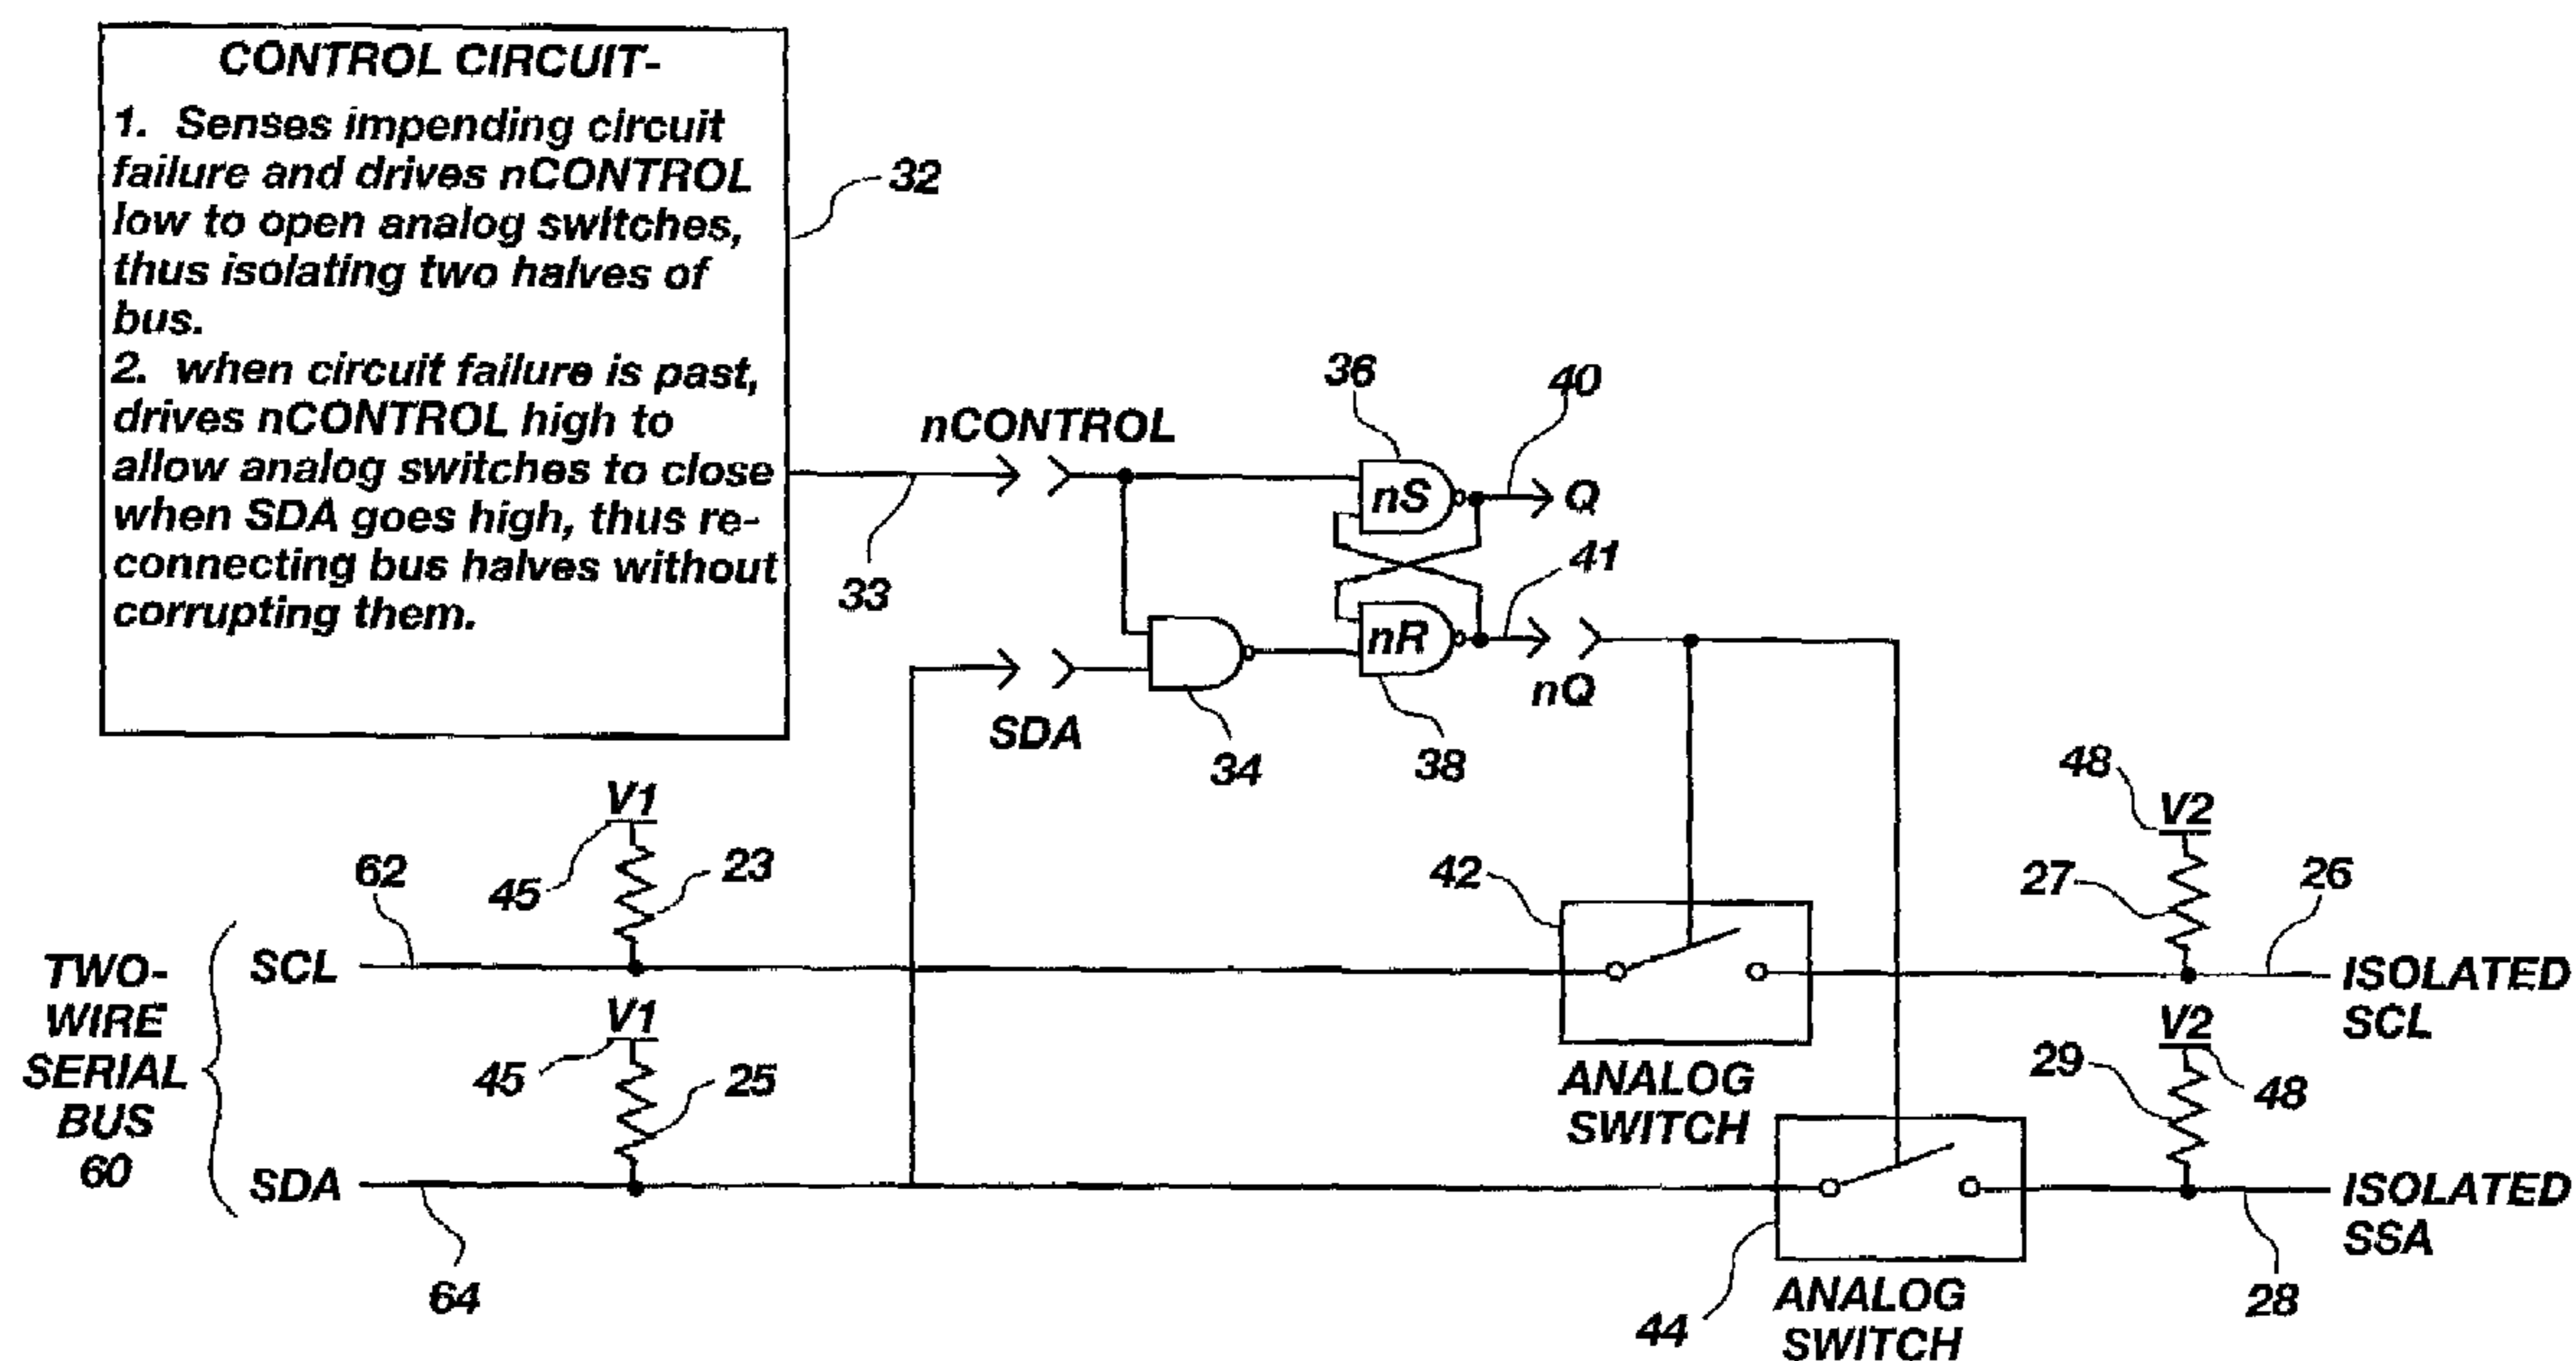 CONTROL CIRCUIT-
1. Senses impending circuit
failure and drives nCONTROL
low to open analog switches,
thus isolating two halves of
bus.
2. when circuit failure is past,
drives nCONTROL high to
allow analog switches to close
when SDA goes high, thus re-
connecting bus halves without
corrupting them.
32
33
nCONTROL
SDA
34
36
nS
40
Q
41
nR
nQ
38
V1
45
23
62
SCL
V1
45
25
TWO-
WIRE
SERIAL
BUS
60
SDA
64
42
ANALOG
SWITCH
44
ANALOG
SWITCH
48
V2
27
26
ISOLATED
SCL
V2
29
48
ISOLATED
SSA
28